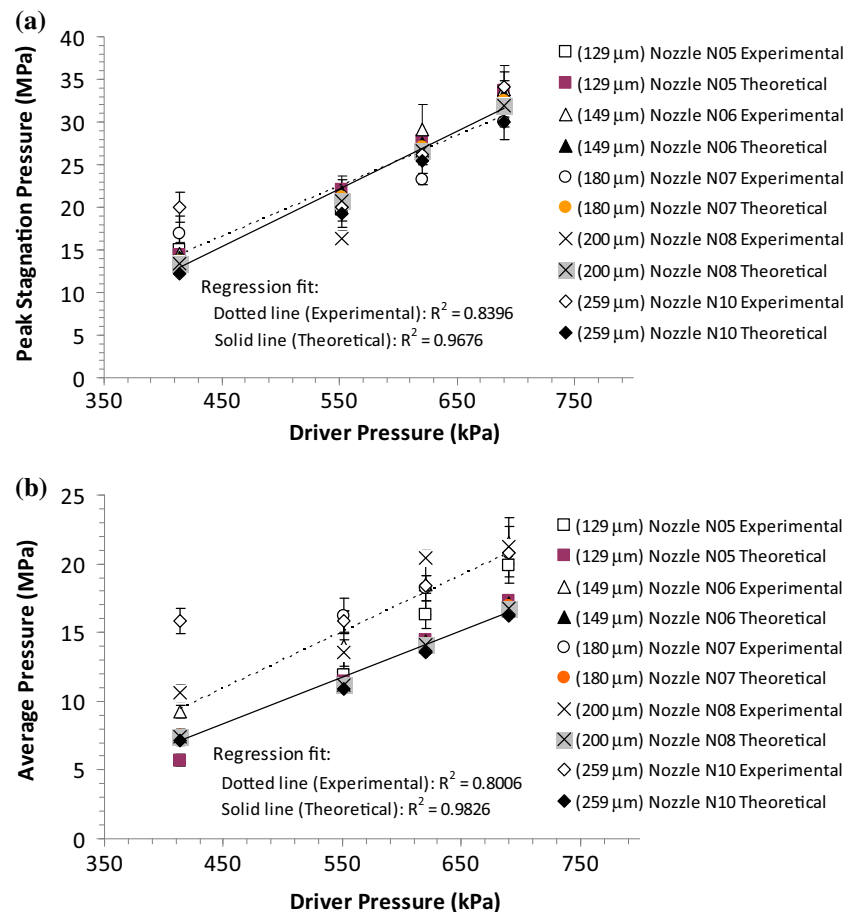 (a)
40
35
30
25
20
15
10
5
0
Peak Stagnation Pressure (MPa)
350
450
550
650
750
Driver Pressure (kPa)
Regression fit:
Dotted line (Experimental): R² = 0.8396
Solid line (Theoretical): R² = 0.9676
(129 μm) Nozzle N05 Experimental
(129 μm) Nozzle N05 Theoretical
(149 μm) Nozzle N06 Experimental
(149 μm) Nozzle N06 Theoretical
(180 μm) Nozzle N07 Experimental
(180 μm) Nozzle N07 Theoretical
(200 μm) Nozzle N08 Experimental
(200 μm) Nozzle N08 Theoretical
(259 μm) Nozzle N10 Experimental
(259 μm) Nozzle N10 Theoretical
(b)
25
20
15
10
5
0
Average Pressure (MPa)
350
450
550
650
750
Driver Pressure (kPa)
Regression fit:
Dotted line (Experimental): R² = 0.8006
Solid line (Theoretical): R² = 0.9826
(129 μm) Nozzle N05 Experimental
(129 μm) Nozzle N05 Theoretical
(149 μm) Nozzle N06 Experimental
(149 μm) Nozzle N06 Theoretical
(180 μm) Nozzle N07 Experimental
(180 μm) Nozzle N07 Theoretical
(200 μm) Nozzle N08 Experimental
(200 μm) Nozzle N08 Theoretical
(259 μm) Nozzle N10 Experimental
(259 μm) Nozzle N10 Theoretical